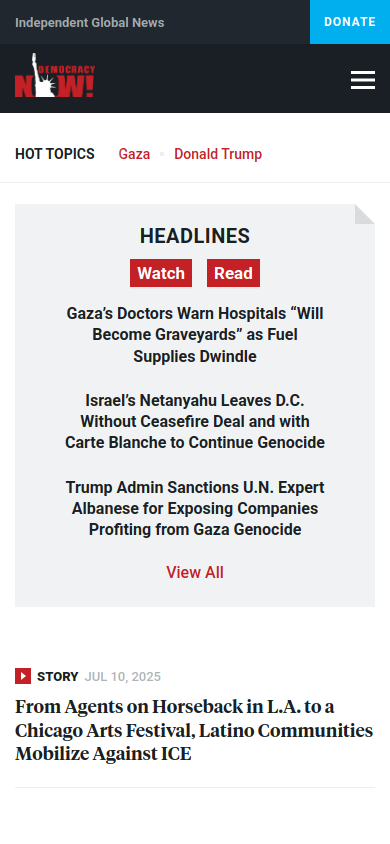 Independent Global News
DONATE
DEMOCRACY
NOW!
HOT TOPICS
Gaza
Donald Trump
HEADLINES
Watch
Read
Gaza’s Doctors Warn Hospitals “Will
Become Graveyards” as Fuel
Supplies Dwindle
Israel’s Netanyahu Leaves D.C.
Without Ceasefire Deal and with
Carte Blanche to Continue Genocide
Trump Admin Sanctions U.N. Expert
Albanese for Exposing Companies
Profiting from Gaza Genocide
View All
STORY JUL 10, 2025
From Agents on Horseback in L.A. to a
Chicago Arts Festival, Latino Communities
Mobilize Against ICE